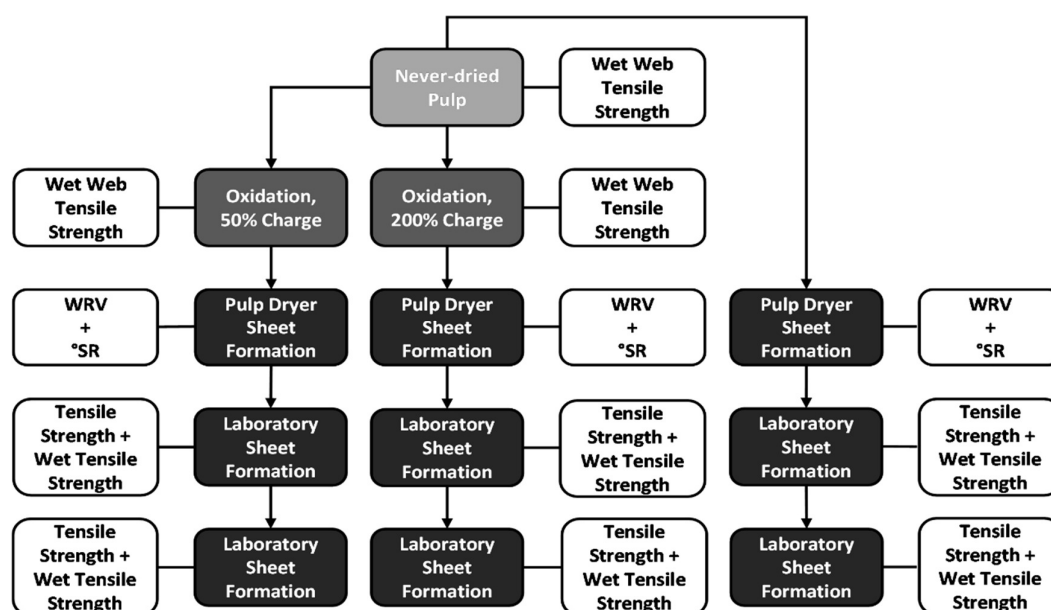 Never-dried
Pulp
Wet Web
Tensile
Strength
Wet Web
Tensile
Strength
Oxidation,
50% Charge
Oxidation,
200% Charge
Wet Web
Tensile
Strength
WRV
+
°SR
Pulp Dryer
Sheet
Formation
Pulp Dryer
Sheet
Formation
WRV
+
°SR
Pulp Dryer
Sheet
Formation
WRV
+
°SR
Tensile
Strength +
Wet Tensile
Strength
Laboratory
Sheet
Formation
Laboratory
Sheet
Formation
Tensile
Strength +
Wet Tensile
Strength
Laboratory
Sheet
Formation
Tensile
Strength +
Wet Tensile
Strength
Tensile
Strength +
Wet Tensile
Strength
Laboratory
Sheet
Formation
Laboratory
Sheet
Formation
Tensile
Strength +
Wet Tensile
Strength
Laboratory
Sheet
Formation
Tensile
Strength +
Wet Tensile
Strength